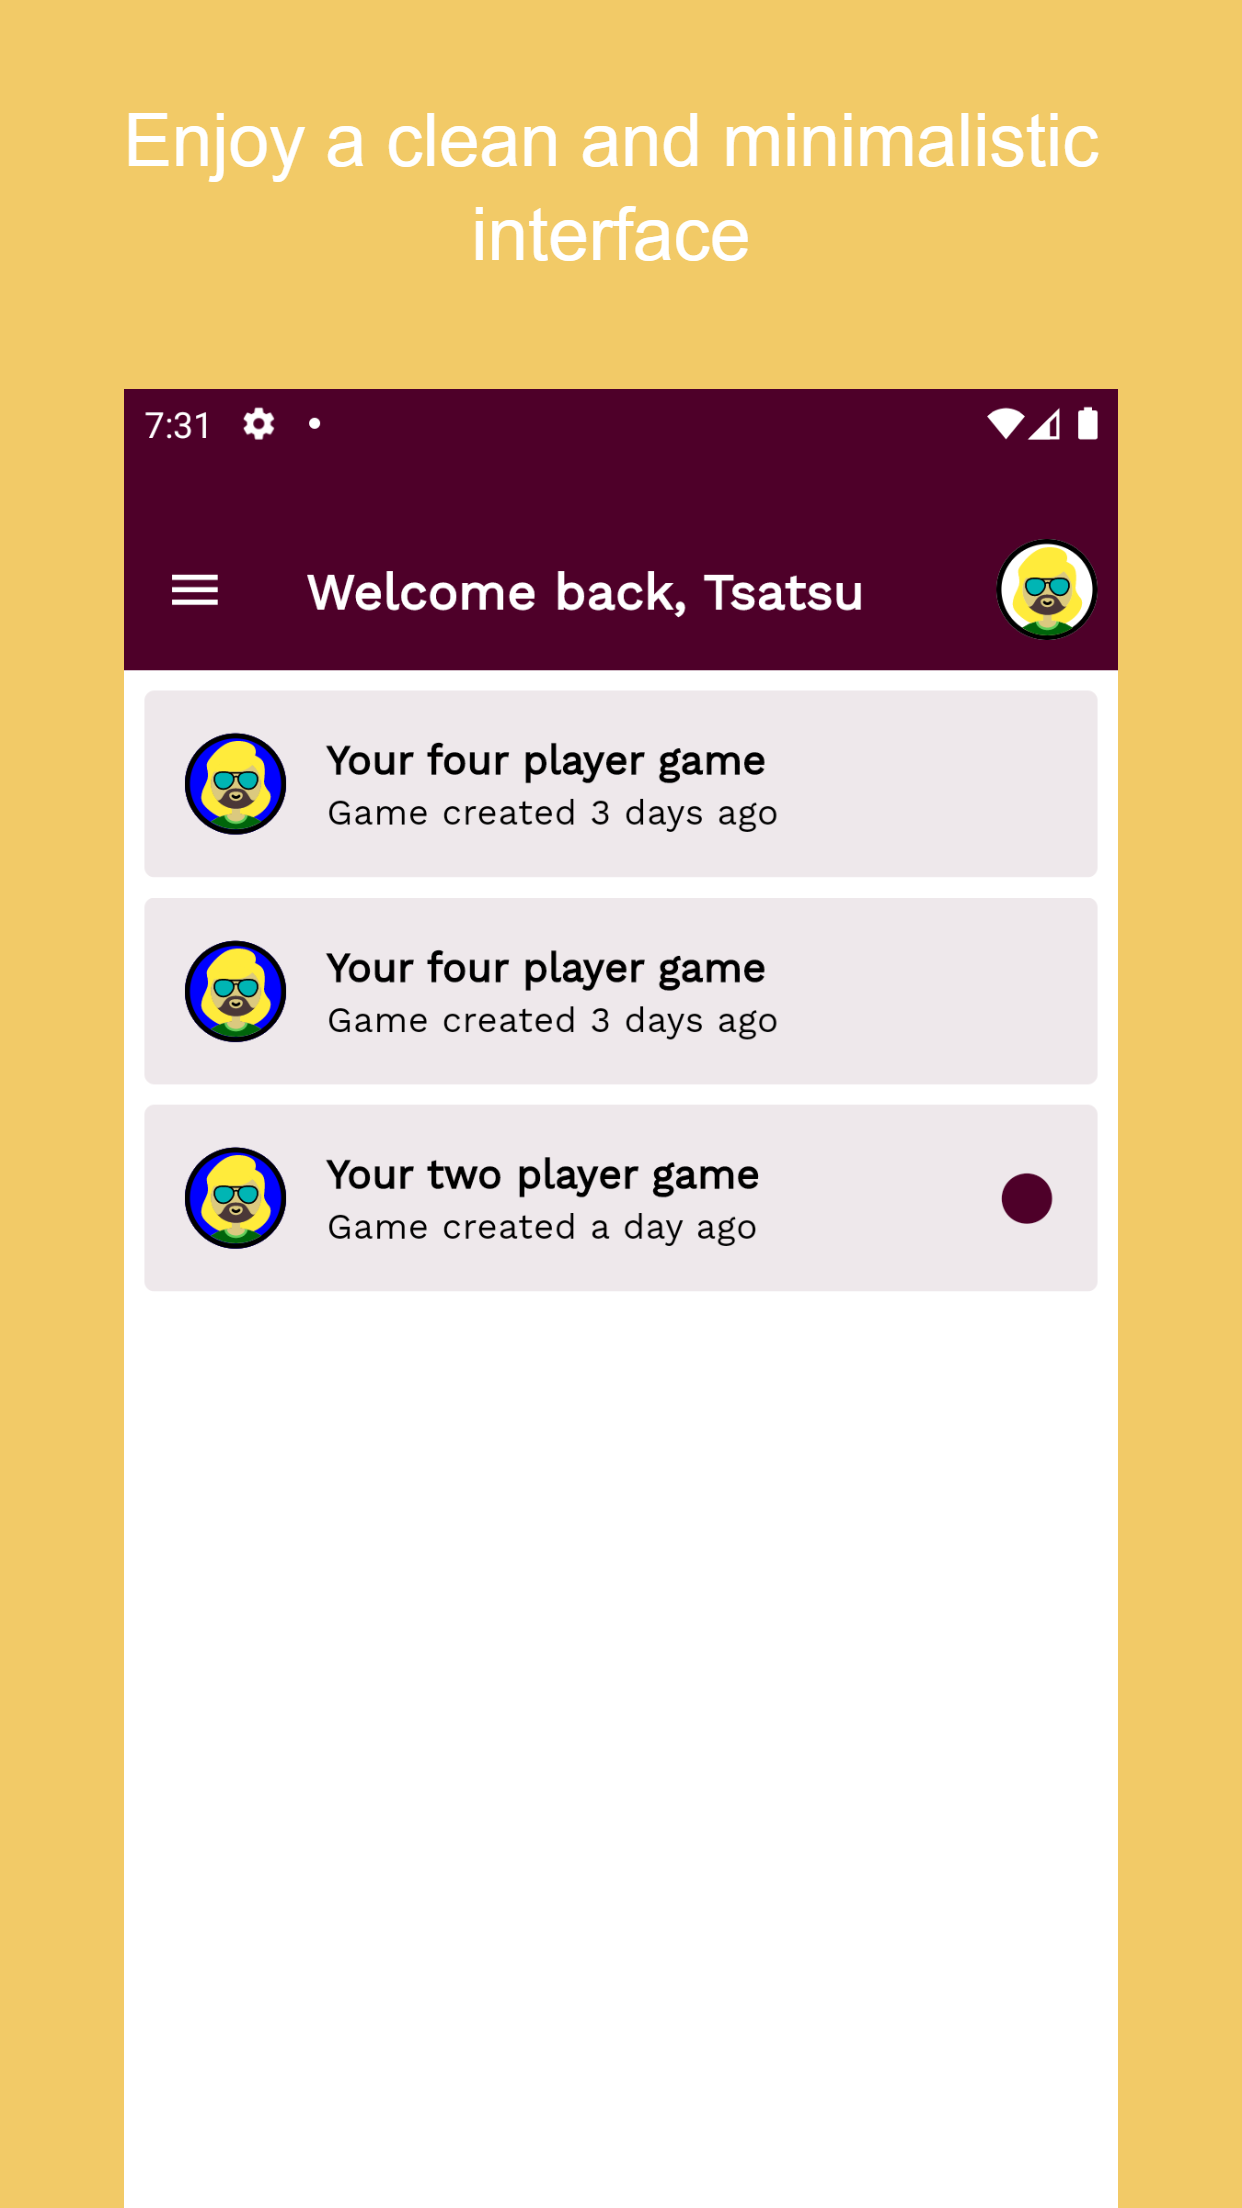 Enjoy a clean and minimalistic
interface
7:31
Welcome back, Tsatsu
Your four player game
Game created 3 days ago
Your four player game
Game created 3 days ago
Your two player game
Game created a day ago